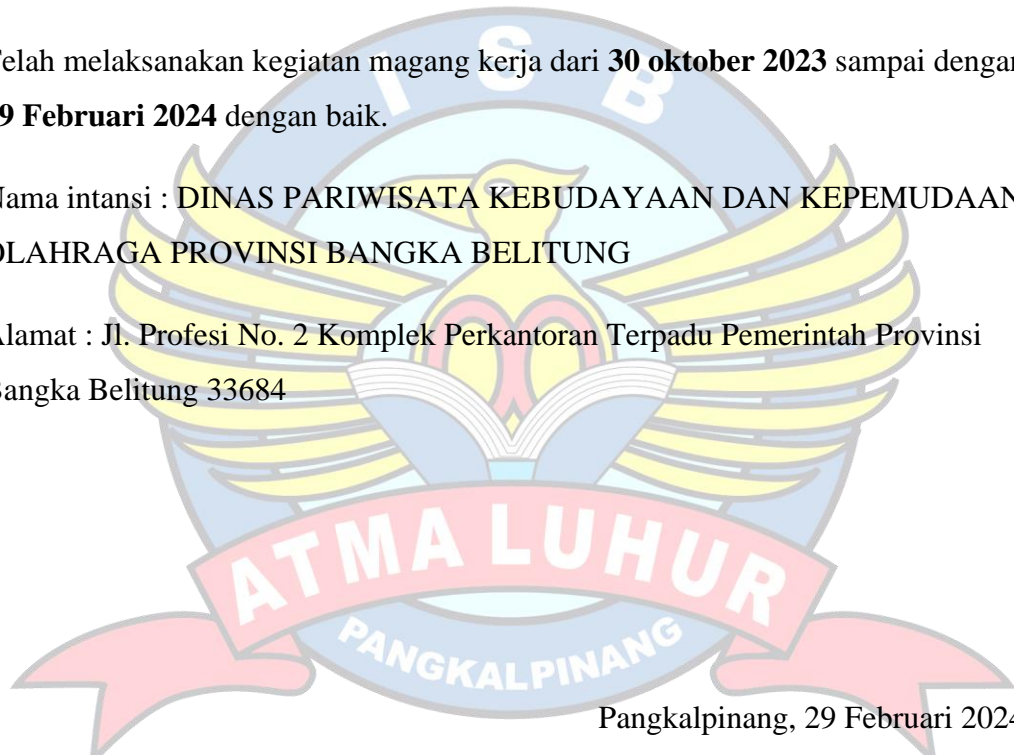 elah melaksanakan kegiatan magang kerja dari 30 oktober 2023 sampai dengan
9 Februari 2024 dengan baik.
Nama intansi : DINAS PARIWISATA KEBUDAYAAN DAN KEPEMUDAAN
OLAHRAGA PROVINSI BANGKA BELITUNG
Alamat : Jl. Profesi No. 2 Komplek Perkantoran Terpadu Pemerintah Provinsi
Bangka Belitung 33684
I S B
ATMA LUHUR
PANGKALPINANG
Pangkalpinang, 29 Februari 2024